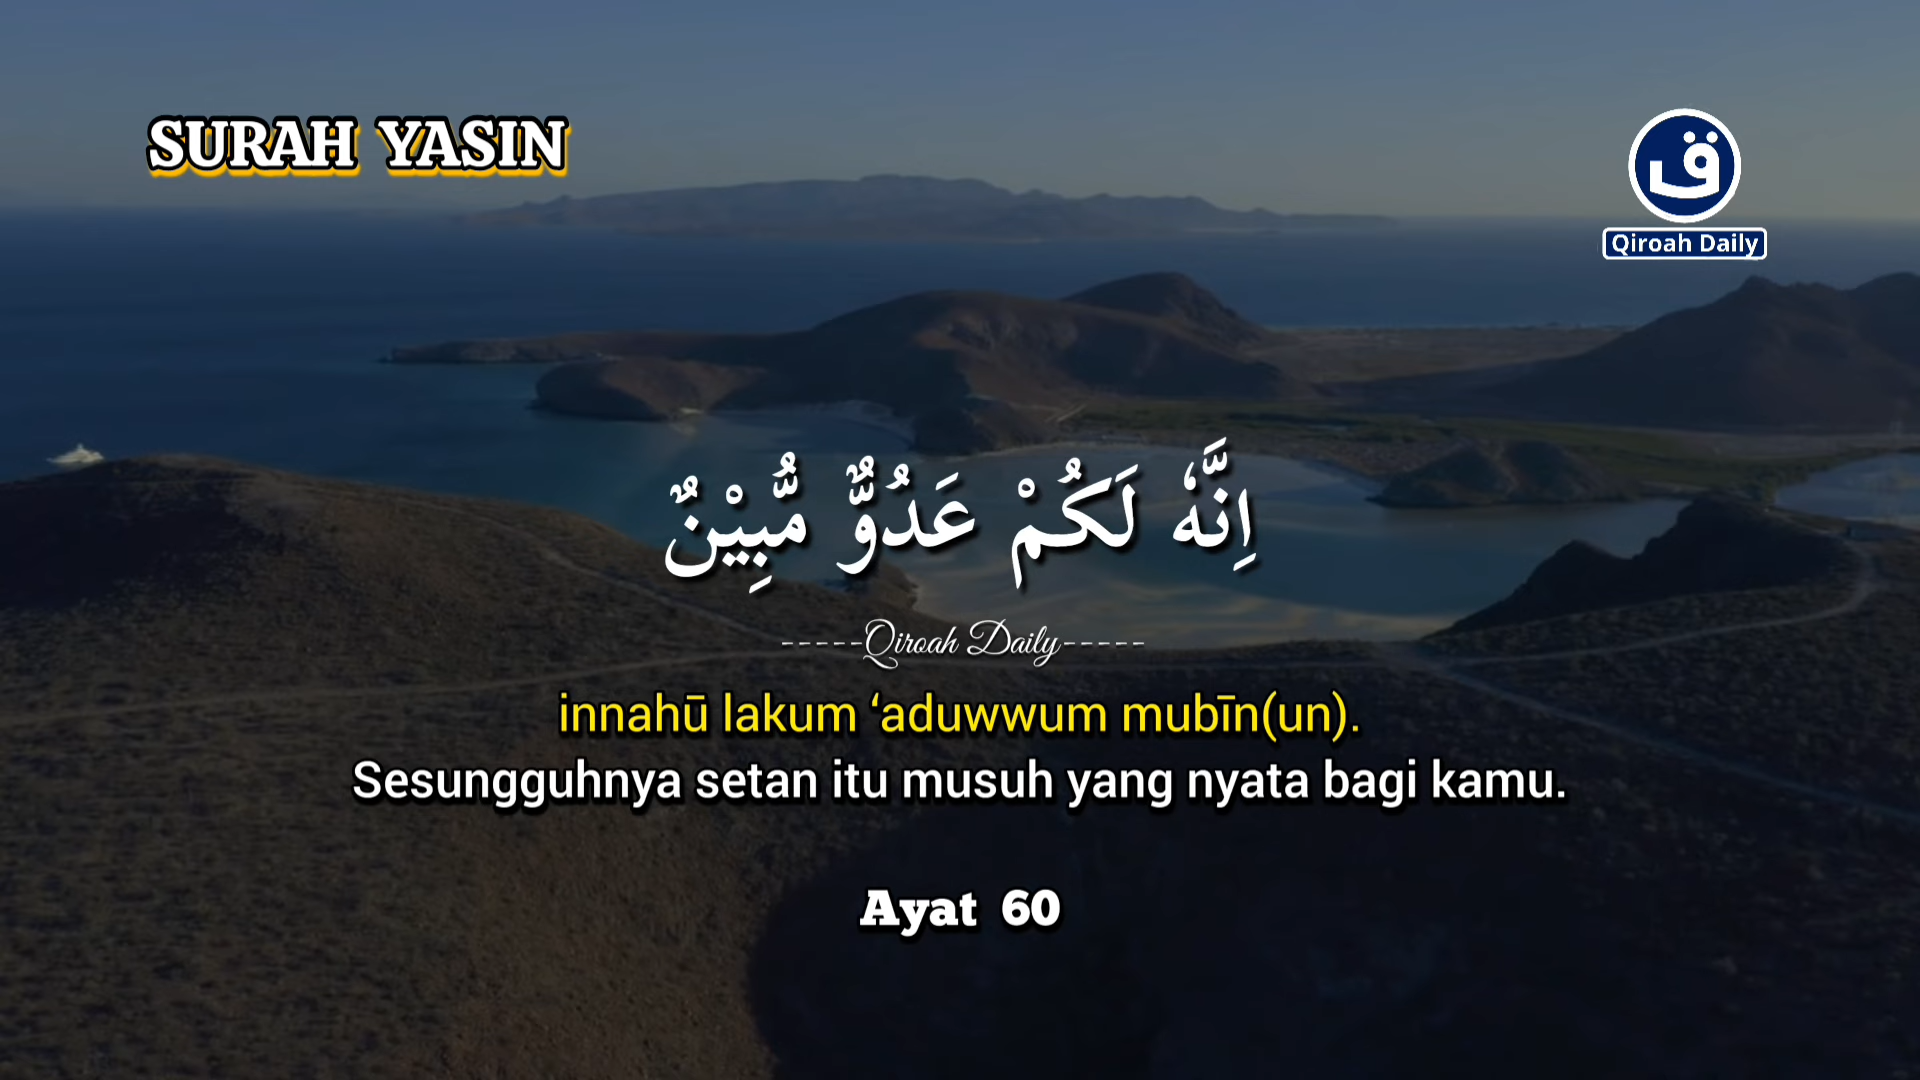 SURAH YASIN
ق
Qiroah Daily
اِنَّهٗ لَكُمْ عَدُوٌّ مُّبِيْنٌ
-----Qiroah Daily-----
innahū lakum ‘aduwwum mubīn(un).
Sesungguhnya setan itu musuh yang nyata bagi kamu.
Ayat 60